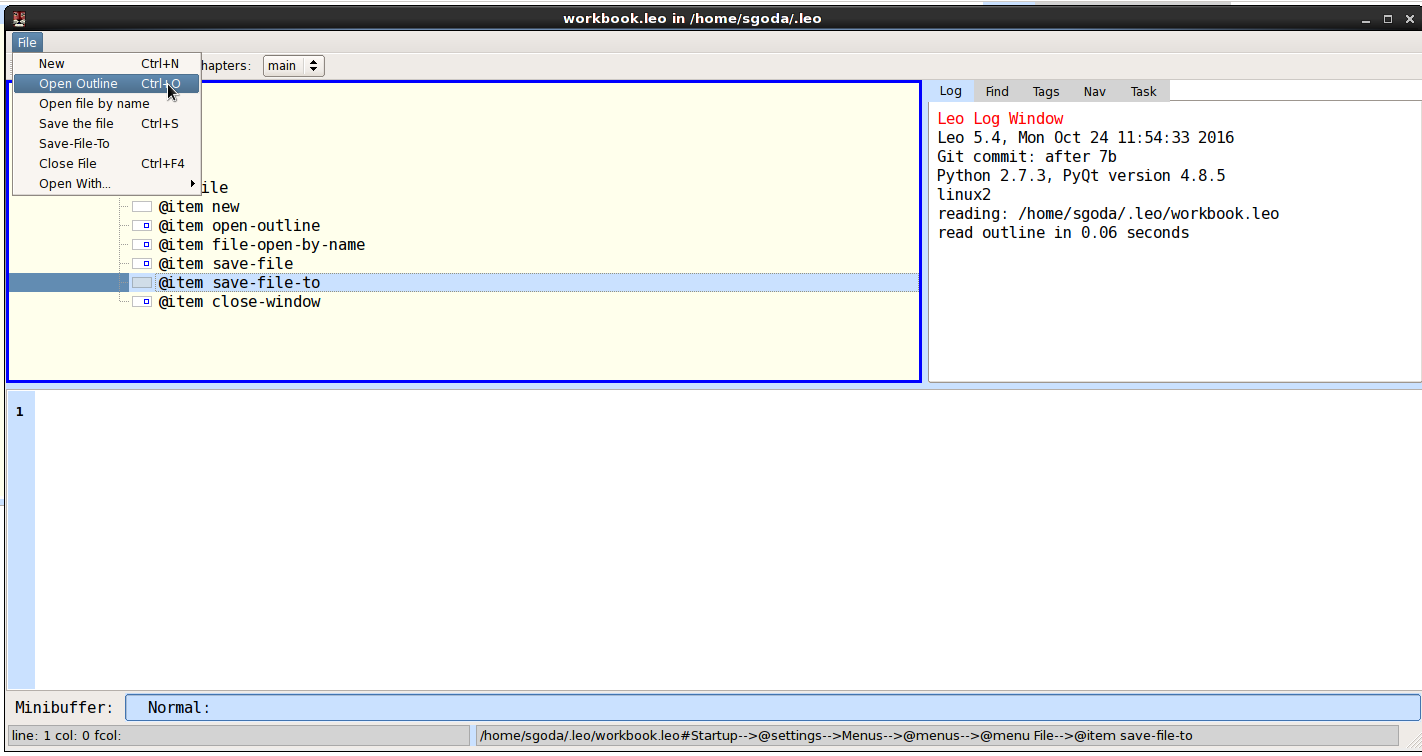 workbook.leo in /home/sgoda/.leo
File
New Ctrl+N
Open Outline Ctrl+O
Open file by name
Save the file Ctrl+S
Save-File-To
Close File Ctrl+F4
Open With...
hapters: main
ile
@item new
@item open-outline
@item file-open-by-name
@item save-file
@item save-file-to
@item close-window
Log Find Tags Nav Task
Leo Log Window
Leo 5.4, Mon Oct 24 11:54:33 2016
Git commit: after 7b
Python 2.7.3, PyQt version 4.8.5
linux2
reading: /home/sgoda/.leo/workbook.leo
read outline in 0.06 seconds
1
Minibuffer: Normal:
line: 1 col: 0 fcol:
/home/sgoda/.leo/workbook.leo#Startup-->@settings-->Menus-->@menus-->@menu File-->@item save-file-to